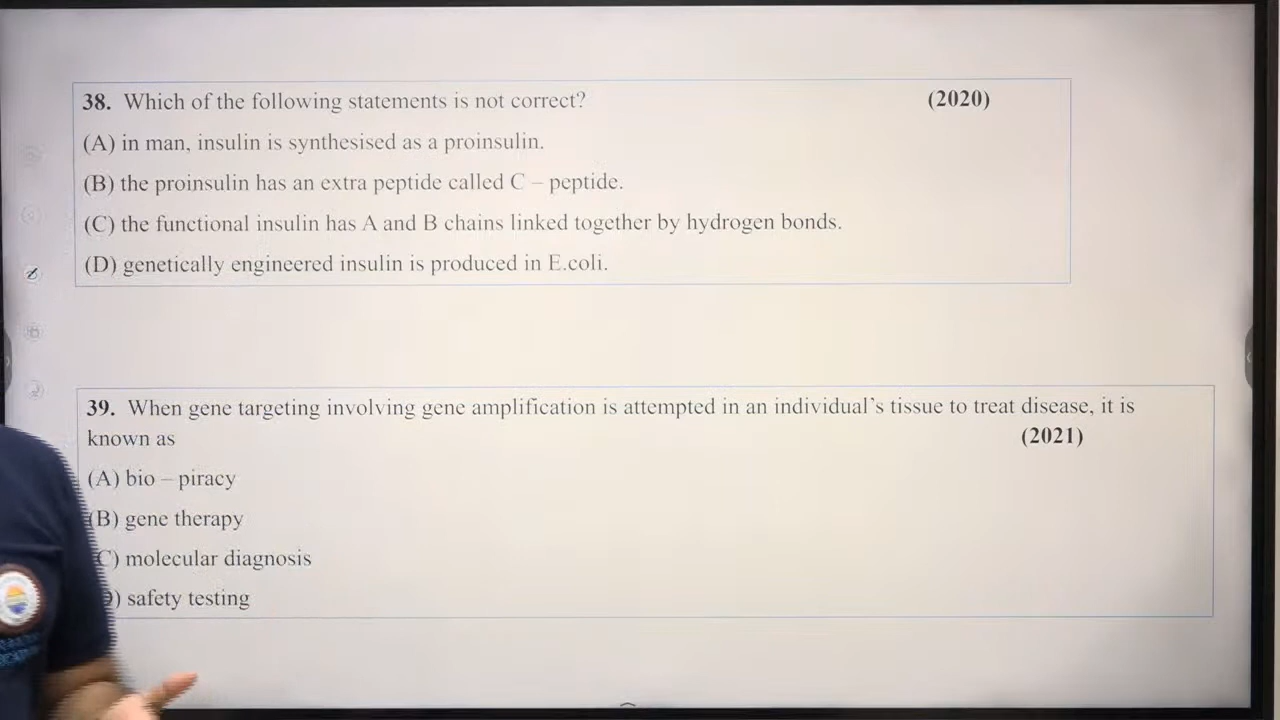 38. Which of the following statements is not correct? (2020)
(A) in man, insulin is synthesised as a proinsulin.
(B) the proinsulin has an extra peptide called C – peptide.
(C) the functional insulin has A and B chains linked together by hydrogen bonds.
(D) genetically engineered insulin is produced in E.coli.
39. When gene targeting involving gene amplification is attempted in an individual's tissue to treat disease, it is
known as (2021)
(A) bio – piracy
(B) gene therapy
C) molecular diagnosis
) safety testing